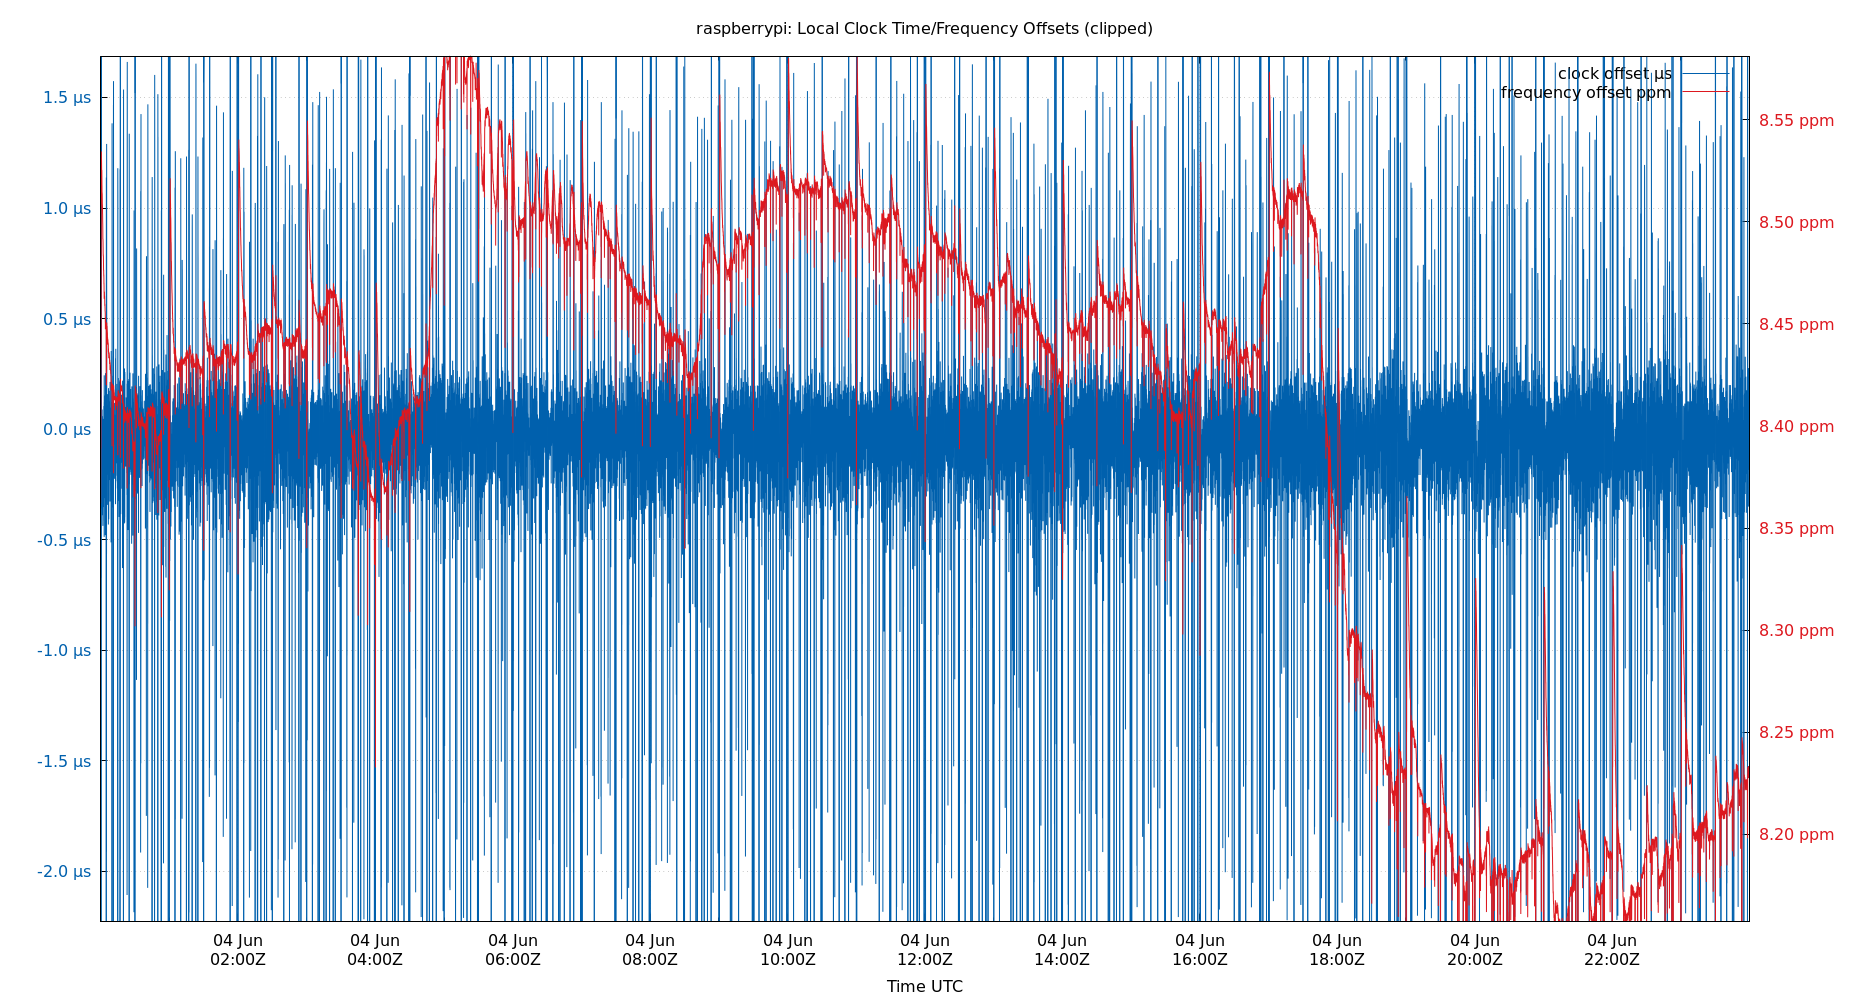 raspberrypi: Local Clock Time/Frequency Offsets (clipped)
clock offset µs
frequency offset ppm
1.5 µs
1.0 µs
0.5 µs
0.0 µs
-0.5 µs
-1.0 µs
-1.5 µs
-2.0 µs
8.55 ppm
8.50 ppm
8.45 ppm
8.40 ppm
8.35 ppm
8.30 ppm
8.25 ppm
8.20 ppm
04 Jun 04 Jun 04 Jun 04 Jun 04 Jun 04 Jun 04 Jun 04 Jun 04 Jun 04 Jun 04 Jun
02:00Z 04:00Z 06:00Z 08:00Z 10:00Z 12:00Z 14:00Z 16:00Z 18:00Z 20:00Z 22:00Z
Time UTC